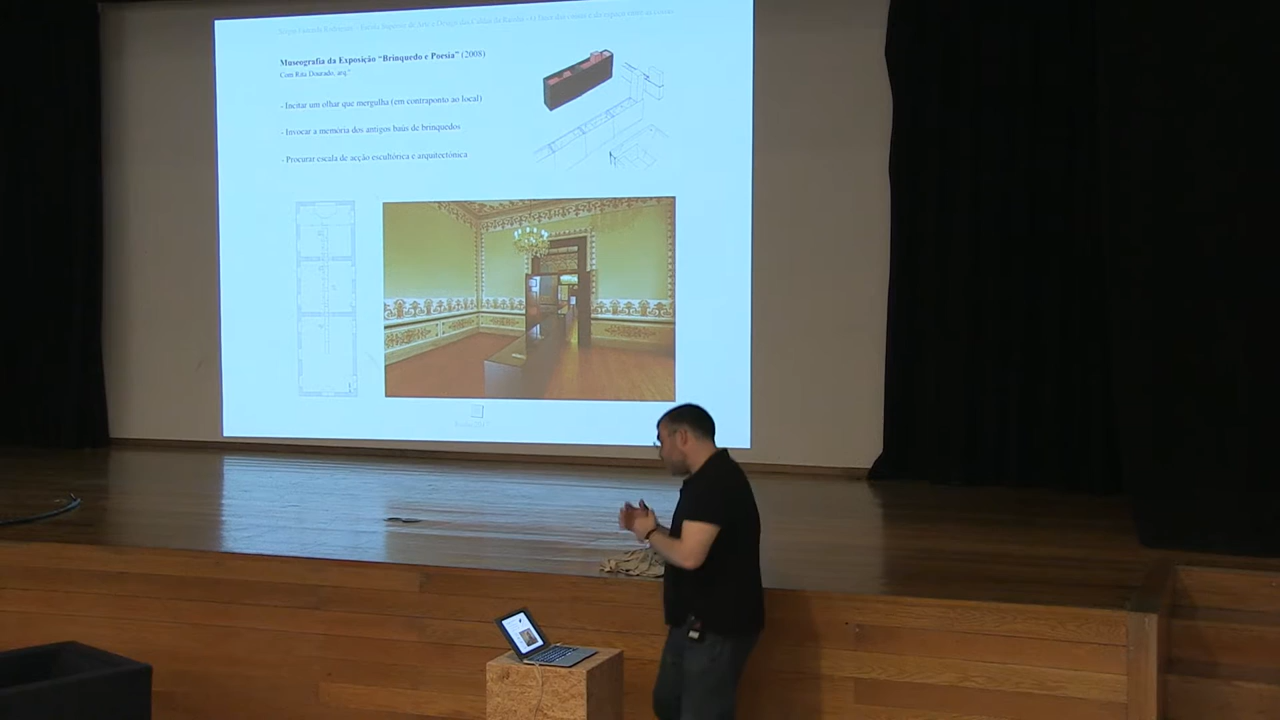 Museografia da Exposição “Brinquedo e Poesia” (2008)
Com Rita Dourado, arq.ª
- Incitar um olhar que mergulha (em contraponto ao local)
- Invocar a memória dos antigos baús de brinquedos
- Procurar escala de acção escultórica e arquitectónica